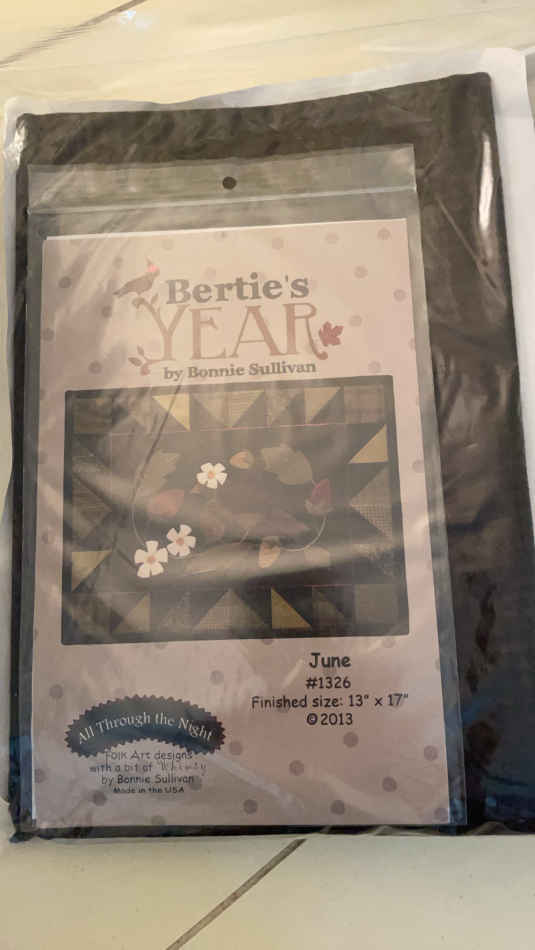 Bertie's
YEAR
by Bonnie Sullivan
June
#1326
Finished size: 13" x 17"
©2013
All Through the Night
Folk Art designs
with a bit of Whimsy
by Bonnie Sullivan
Made in the USA